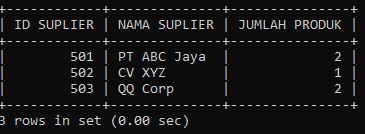 +------------+--------------+---------------+
| ID SUPLIER | NAMA SUPLIER | JUMLAH PRODUK |
+------------+--------------+---------------+
|        501 | PT ABC Jaya  |             2 |
|        502 | CV XYZ       |             1 |
|        503 | QQ Corp      |             2 |
+------------+--------------+---------------+
3 rows in set (0.00 sec)